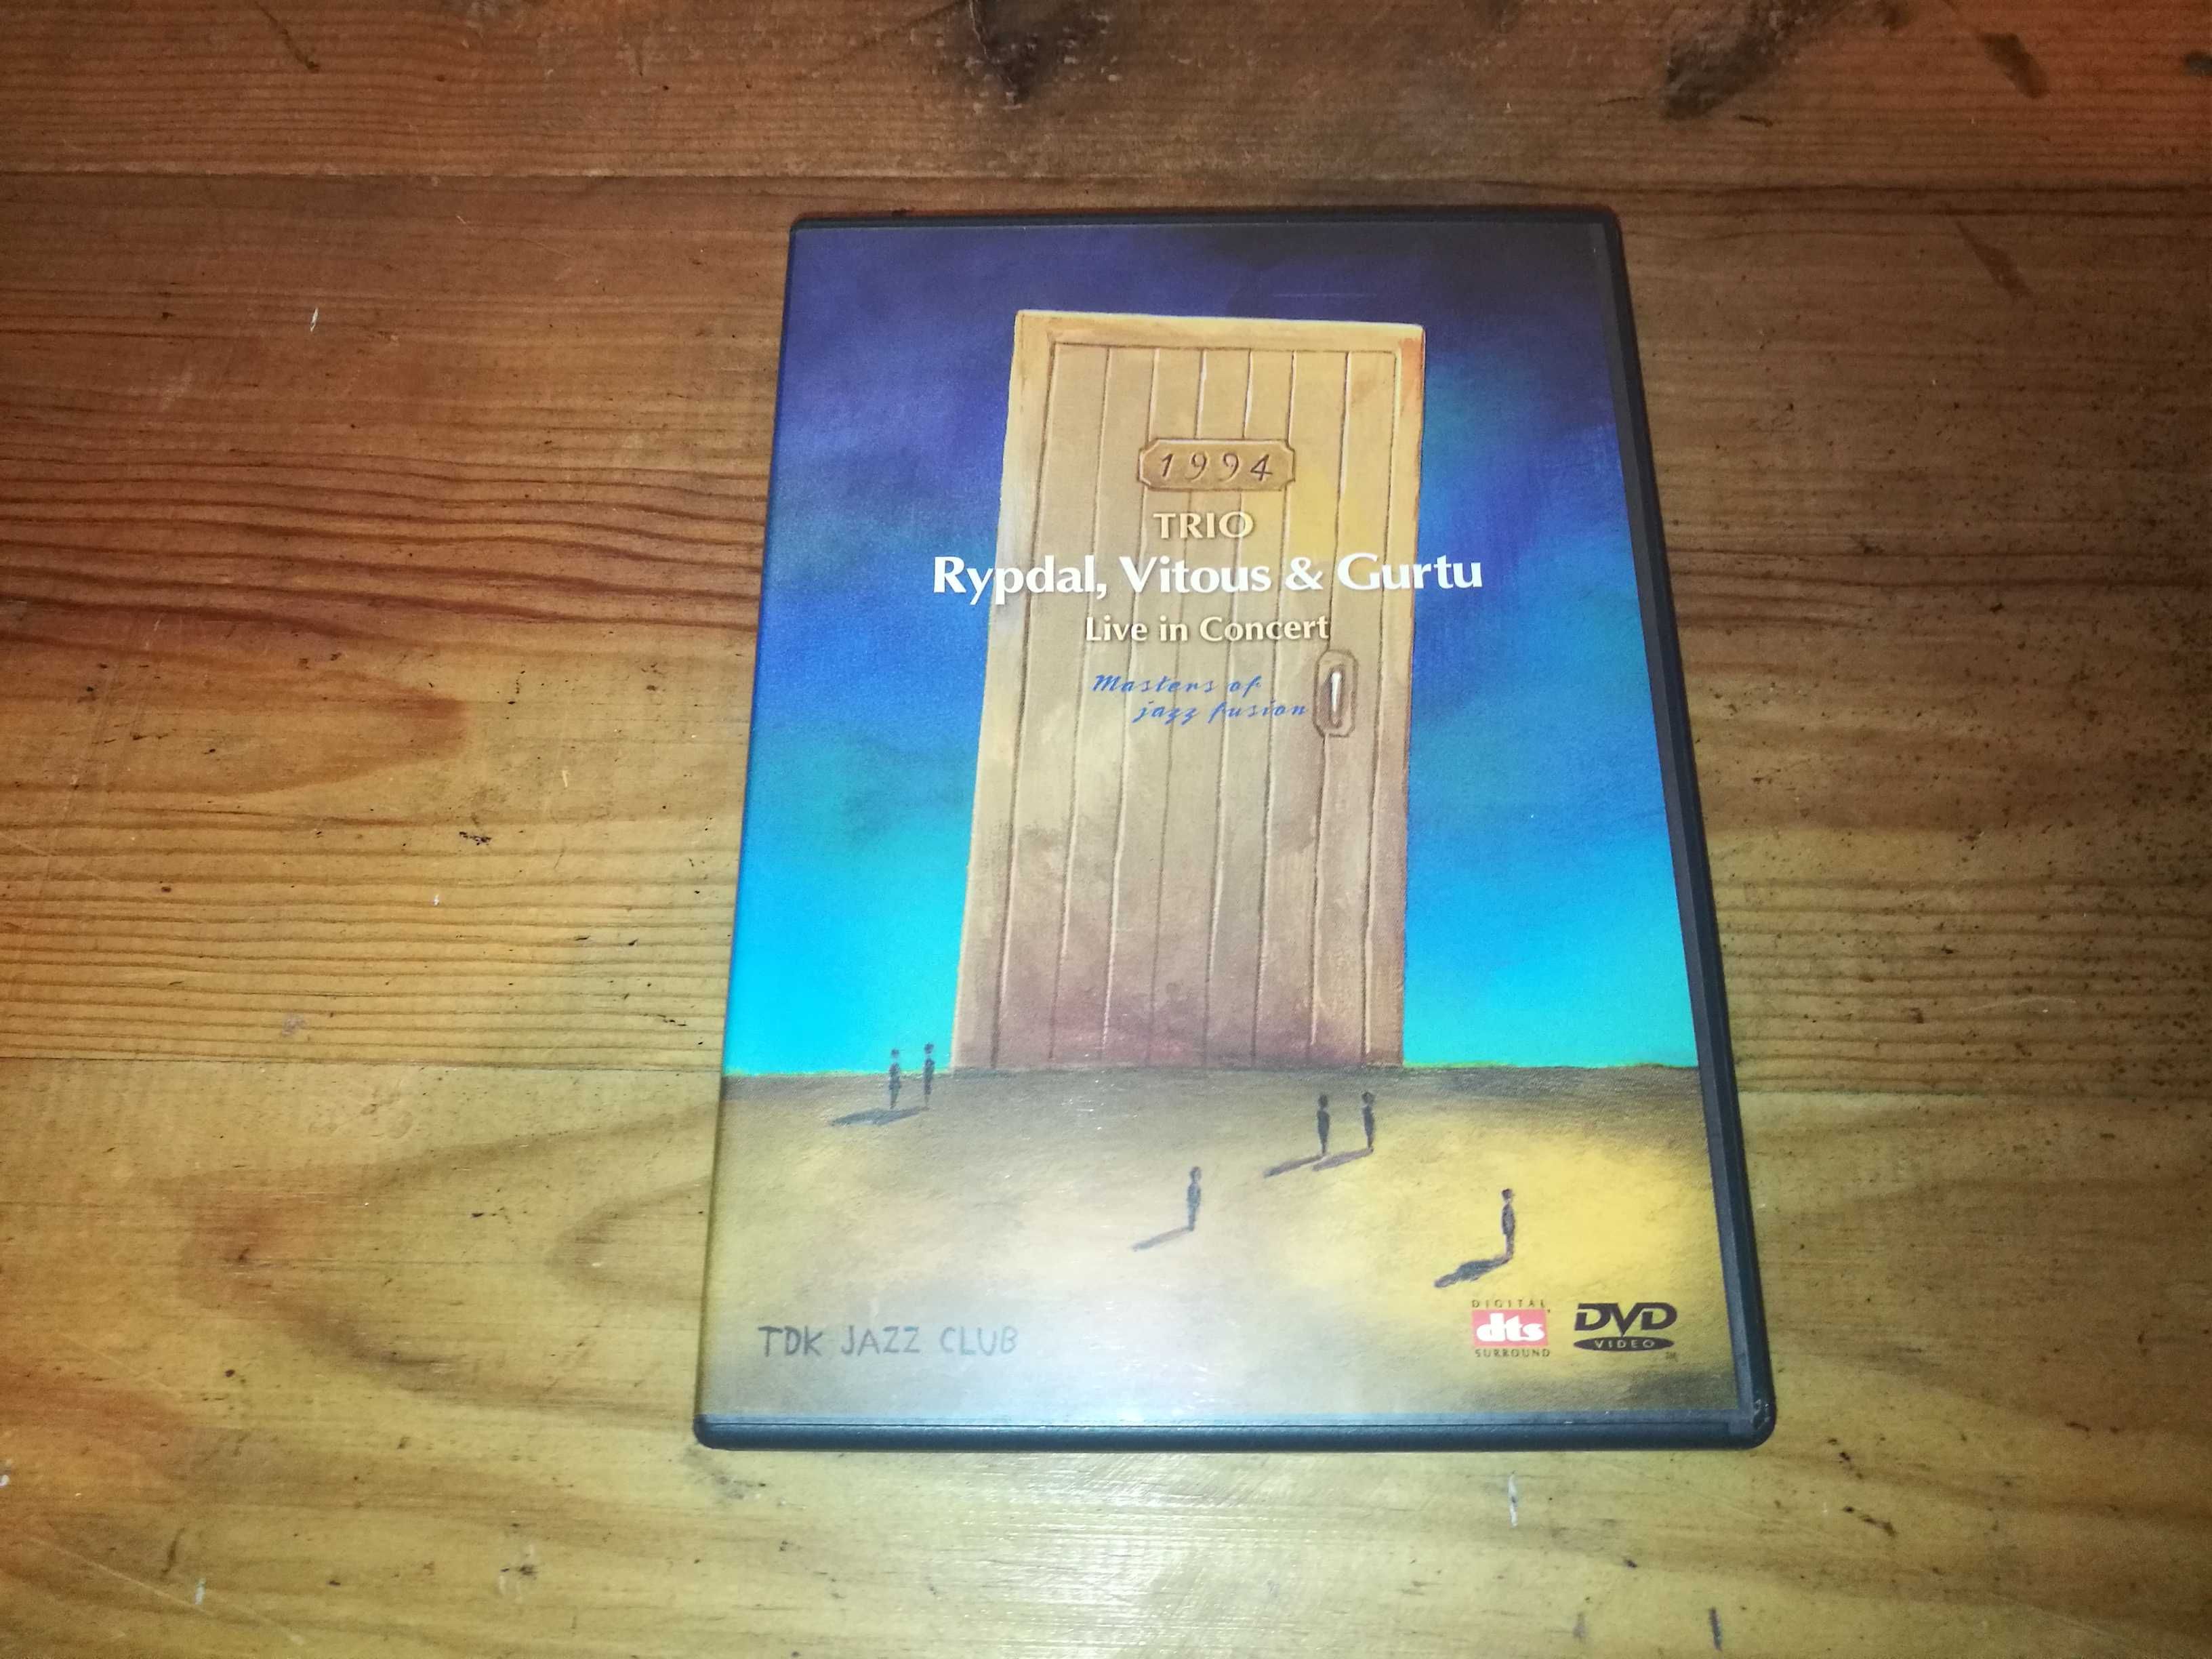 1994
TRIO
Rypdal, Vitous & Gurtu
Live in Concert
Masters of
jazz fusion
TDK JAZZ CLUB
DIGITAL
dts
SURROUND
DVD
VIDEO
TM